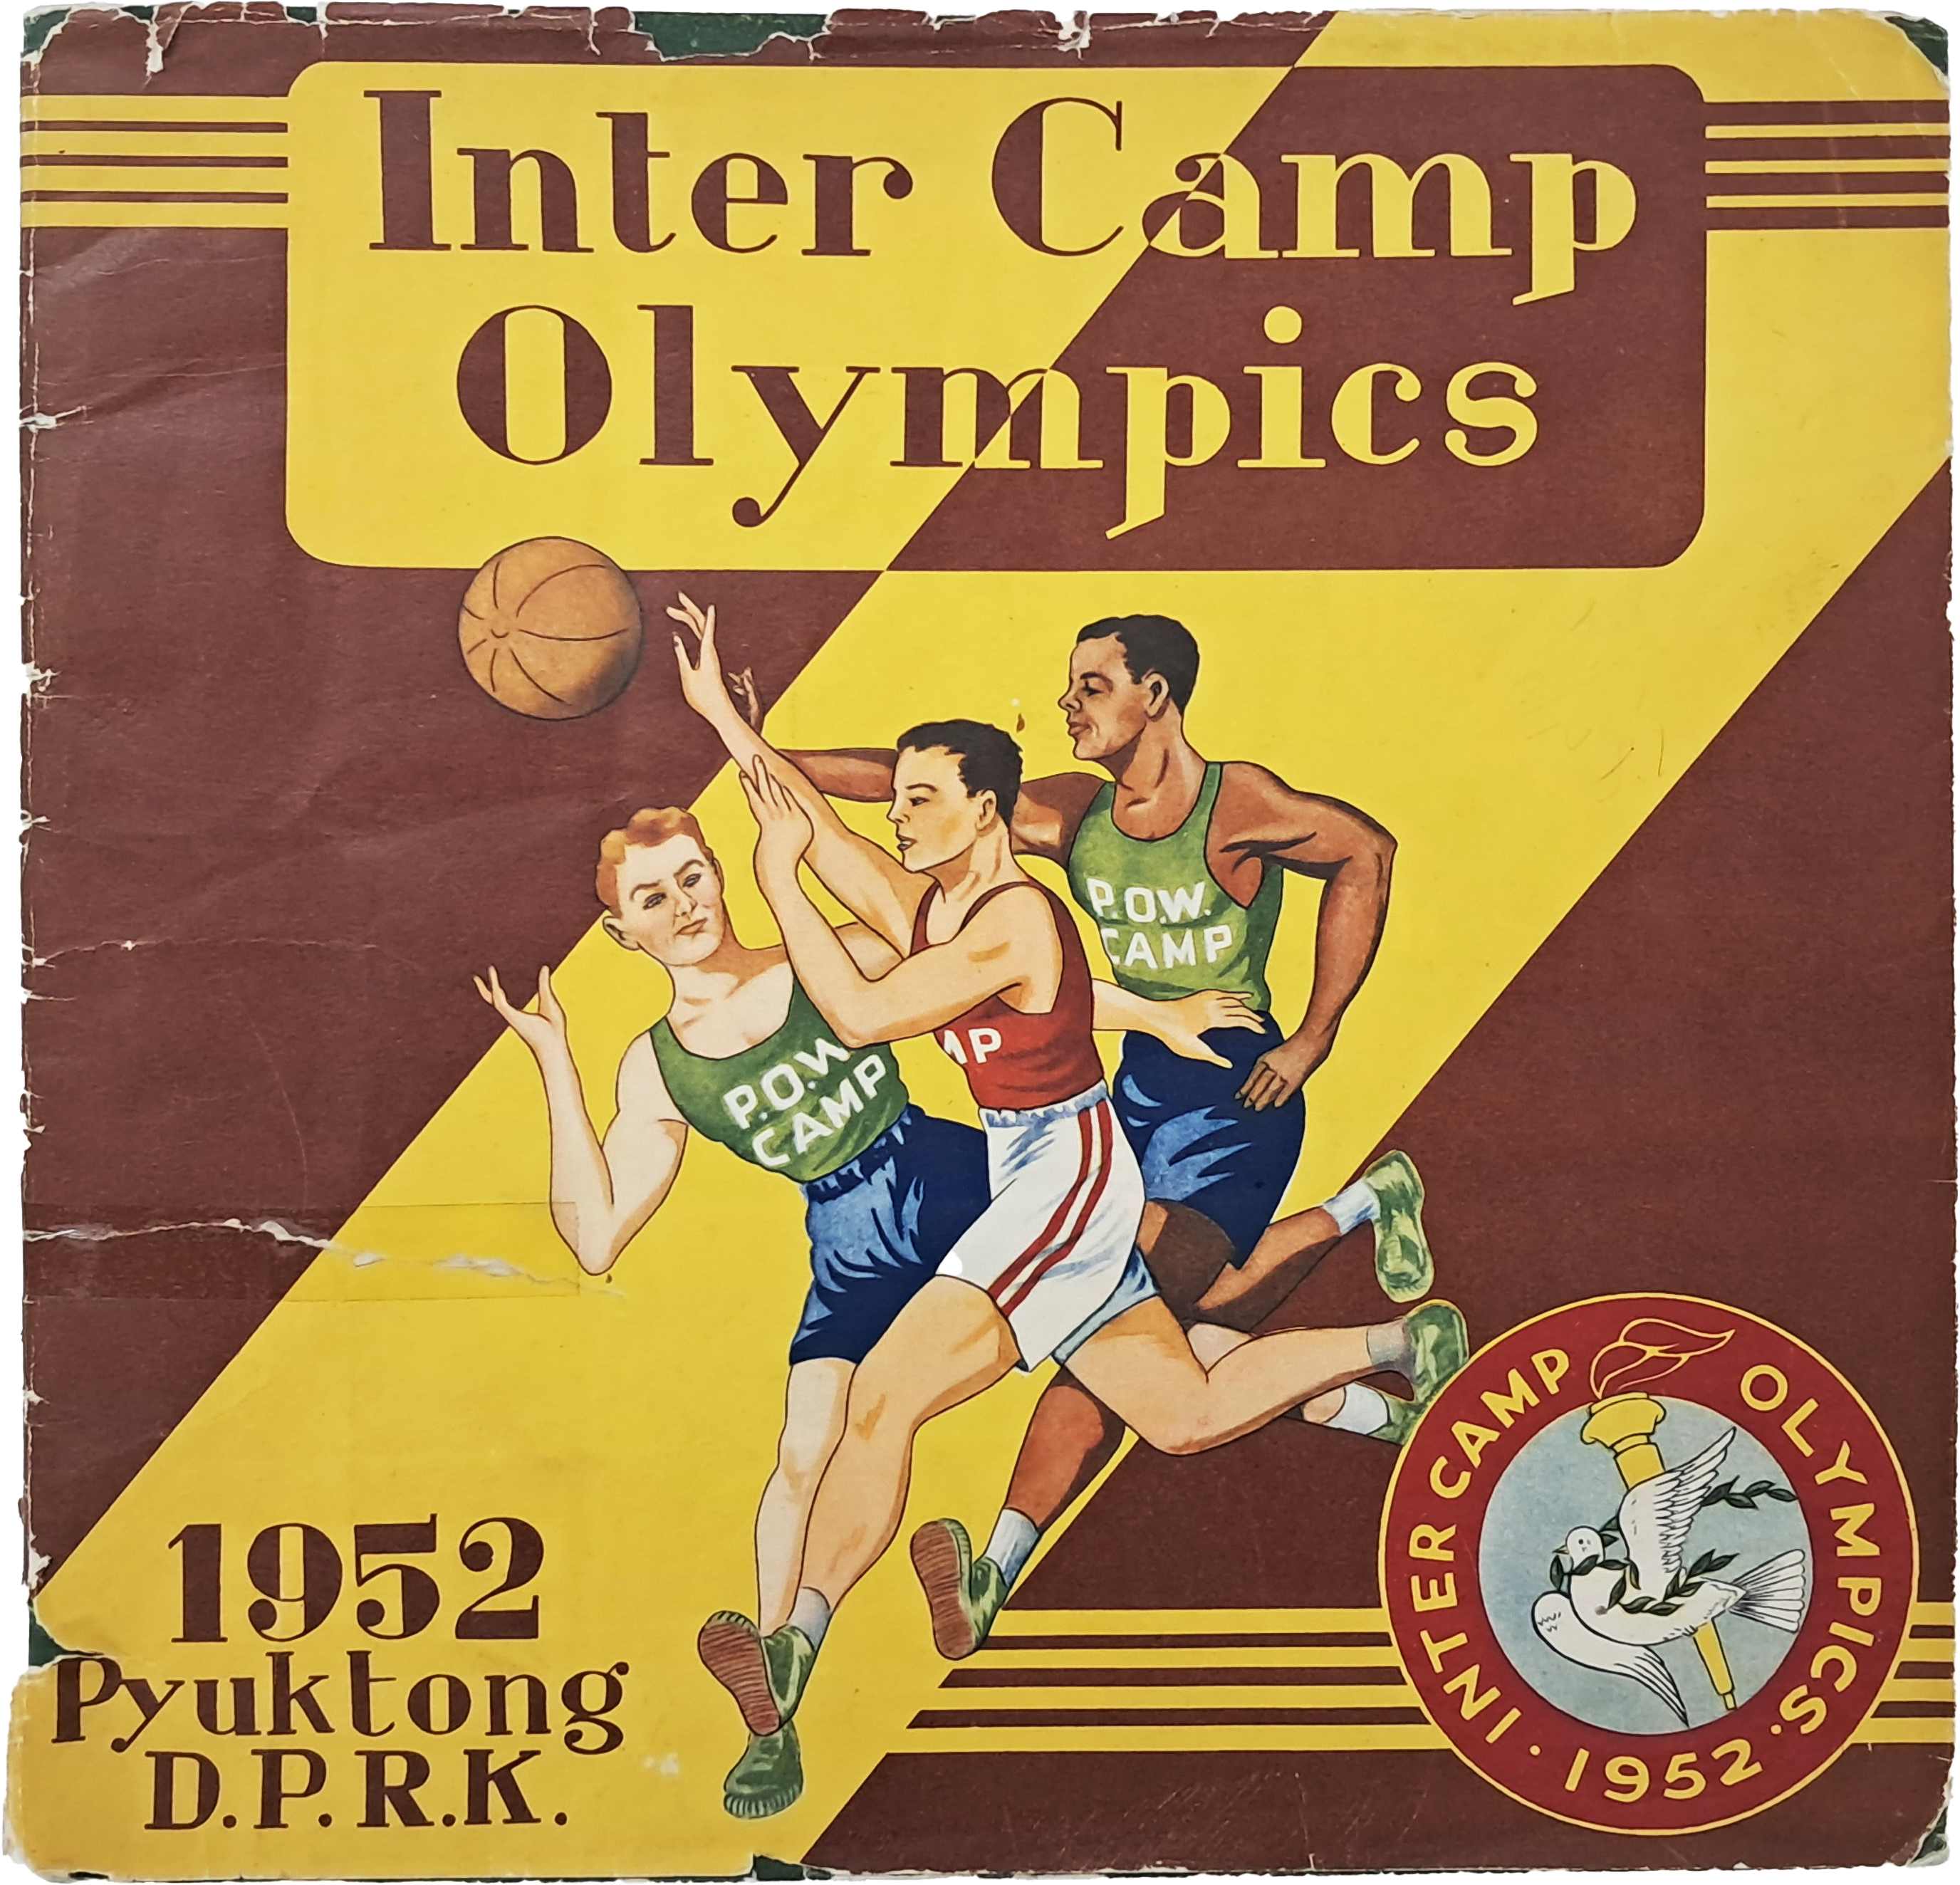 Inter Camp
Olympics
P.O.W.
CAMP
P.O.W
CAMP
MP
INTER CAMP OLYMPICS · 1952 ·
1952
Pyuktong
D.P.R.K.